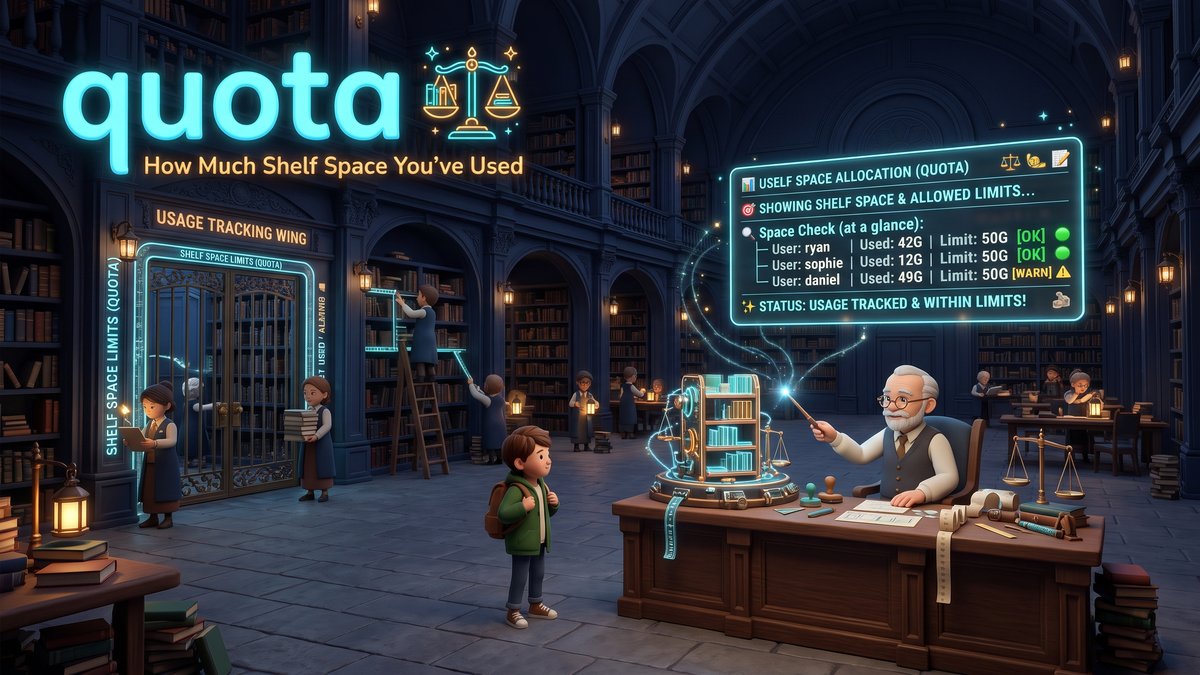 quota
How Much Shelf Space You've Used
USAGE TRACKING WING
SHELF SPACE LIMITS (QUOTA)
SHELF SPACE LIMITS (QUOTA)
USELF SPACE ALLOCATION (QUOTA)
SHOWING SHELF SPACE & ALLOWED LIMITS...
Space Check (at a glance):
User: ryan | Used: 42G | Limit: 50G [OK]
User: sophie | Used: 12G | Limit: 50G [OK]
User: daniel | Used: 49G | Limit: 50G [WARN]
STATUS: USAGE TRACKED & WITHIN LIMITS!